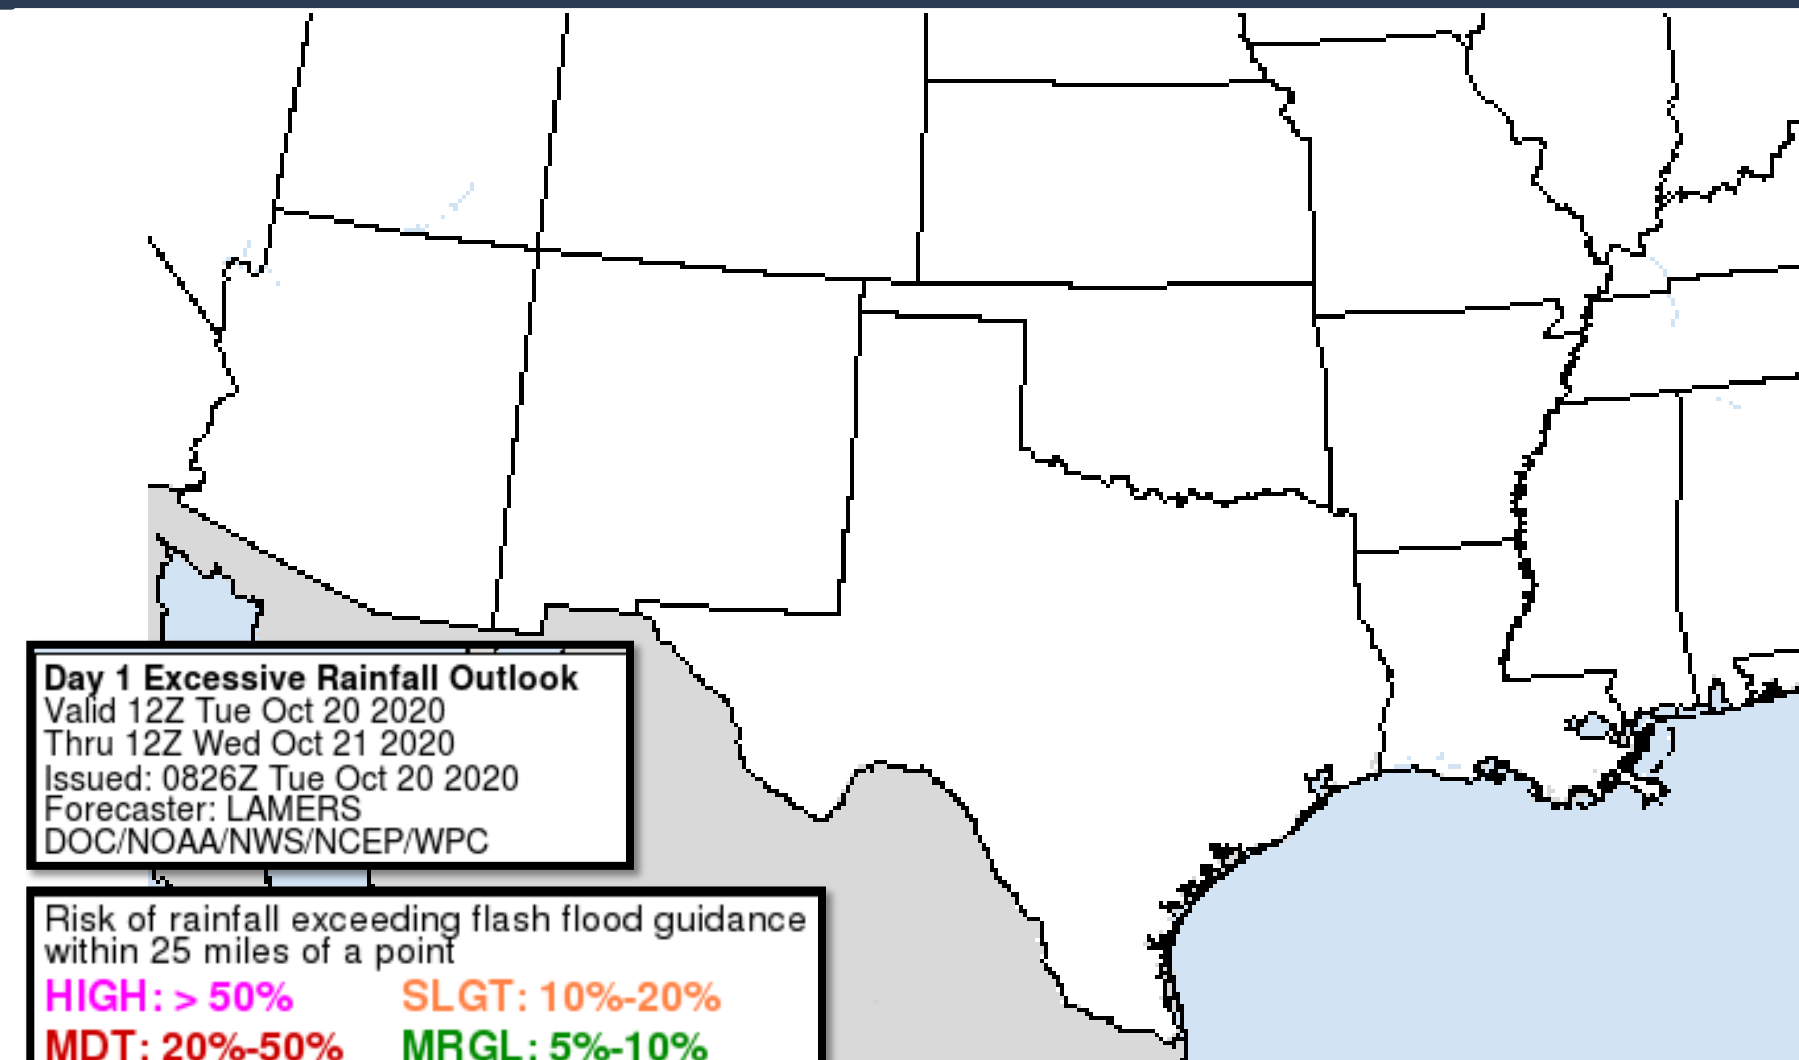 Day 1 Excessive Rainfall Outlook
Valid 12Z Tue Oct 20 2020
Thru 12Z Wed Oct 21 2020
Issued: 0826Z Tue Oct 20 2020
Forecaster: LAMERS
DOC/NOAA/NWS/NCEP/WPC
Risk of rainfall exceeding flash flood guidance
within 25 miles of a point
HIGH: > 50% SLGT: 10%-20%
MDT: 20%-50% MRGL: 5%-10%